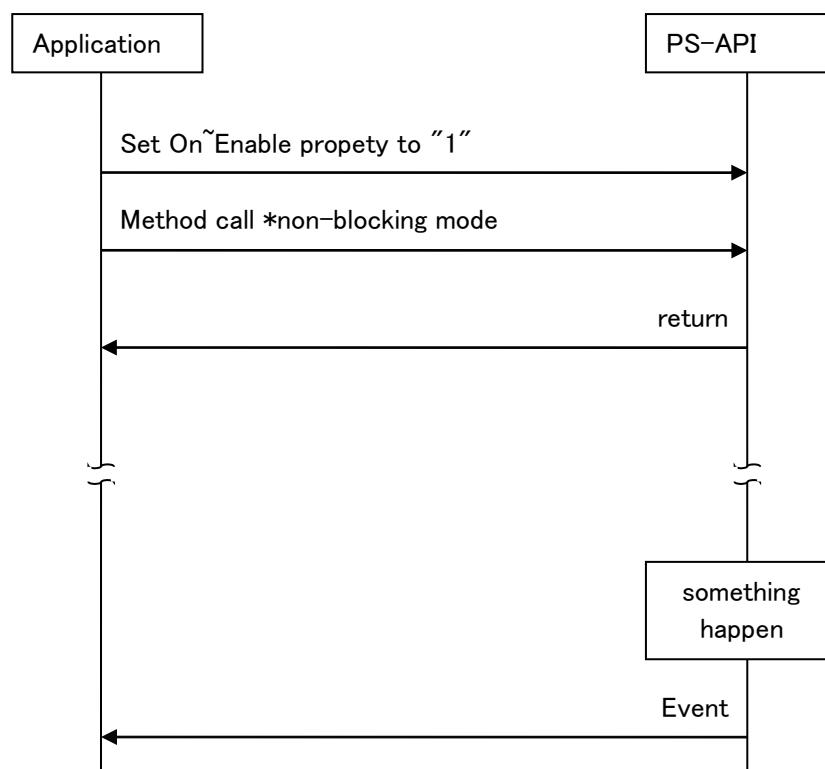 Application
PS-API
Set On~Enable propety to "1"
Method call *non-blocking mode
return
something
happen
Event